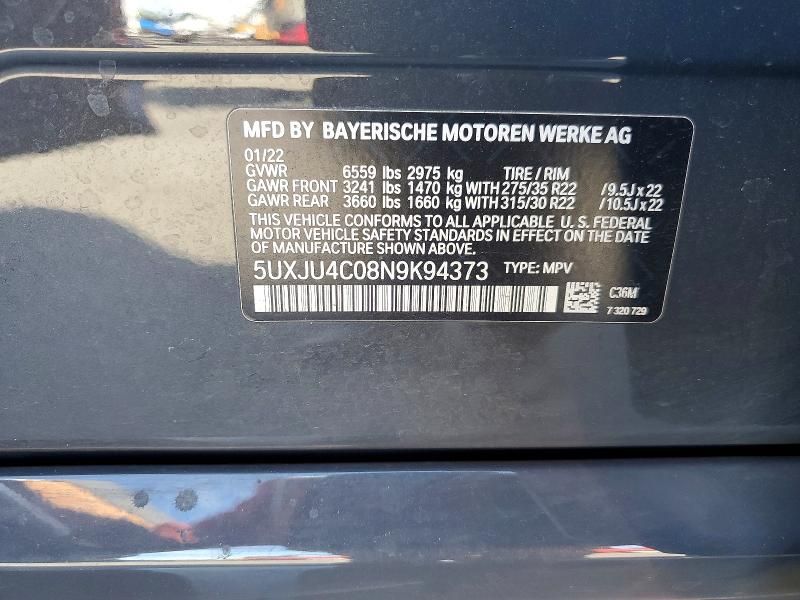 MFD BY BAYERISCHE MOTOREN WERKE AG
01/22
GVWR 6559 lbs 2975 kg TIRE / RIM
GAWR FRONT 3241 lbs 1470 kg WITH 275/35 R22 /9.5J x 22
GAWR REAR 3660 lbs 1660 kg WITH 315/30 R22 /10.5J x 22
THIS VEHICLE CONFORMS TO ALL APPLICABLE U. S. FEDERAL
MOTOR VEHICLE SAFETY STANDARDS IN EFFECT ON THE DATE
OF MANUFACTURE SHOWN ABOVE.
5UXJU4C08N9K94373 TYPE: MPV
C36M
7 320 729